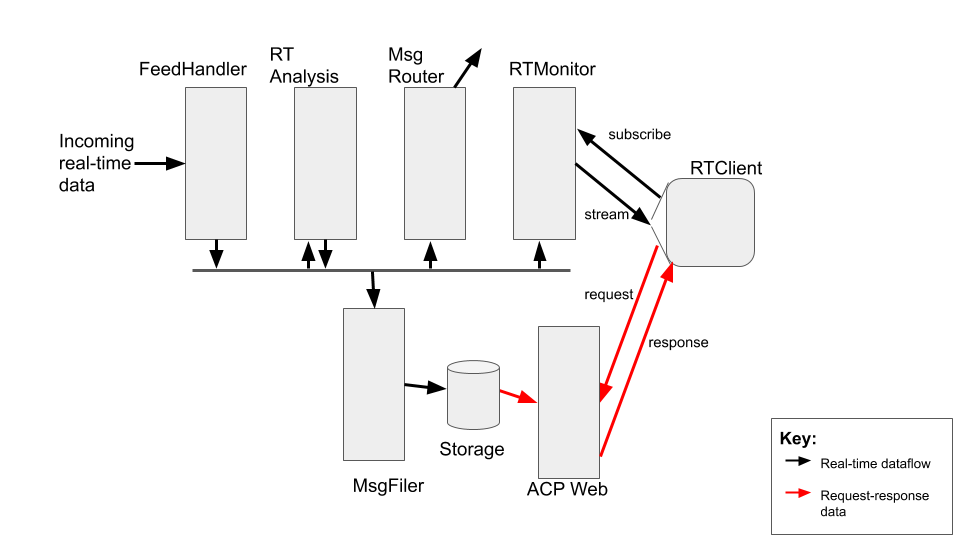 FeedHandler
RT
Analysis
Msg
Router
RTMonitor
Incoming
real-time
data
subscribe
RTClient
stream
request
response
Storage
MsgFiler
ACP Web
Key:
Real-time dataflow
Request-response
data